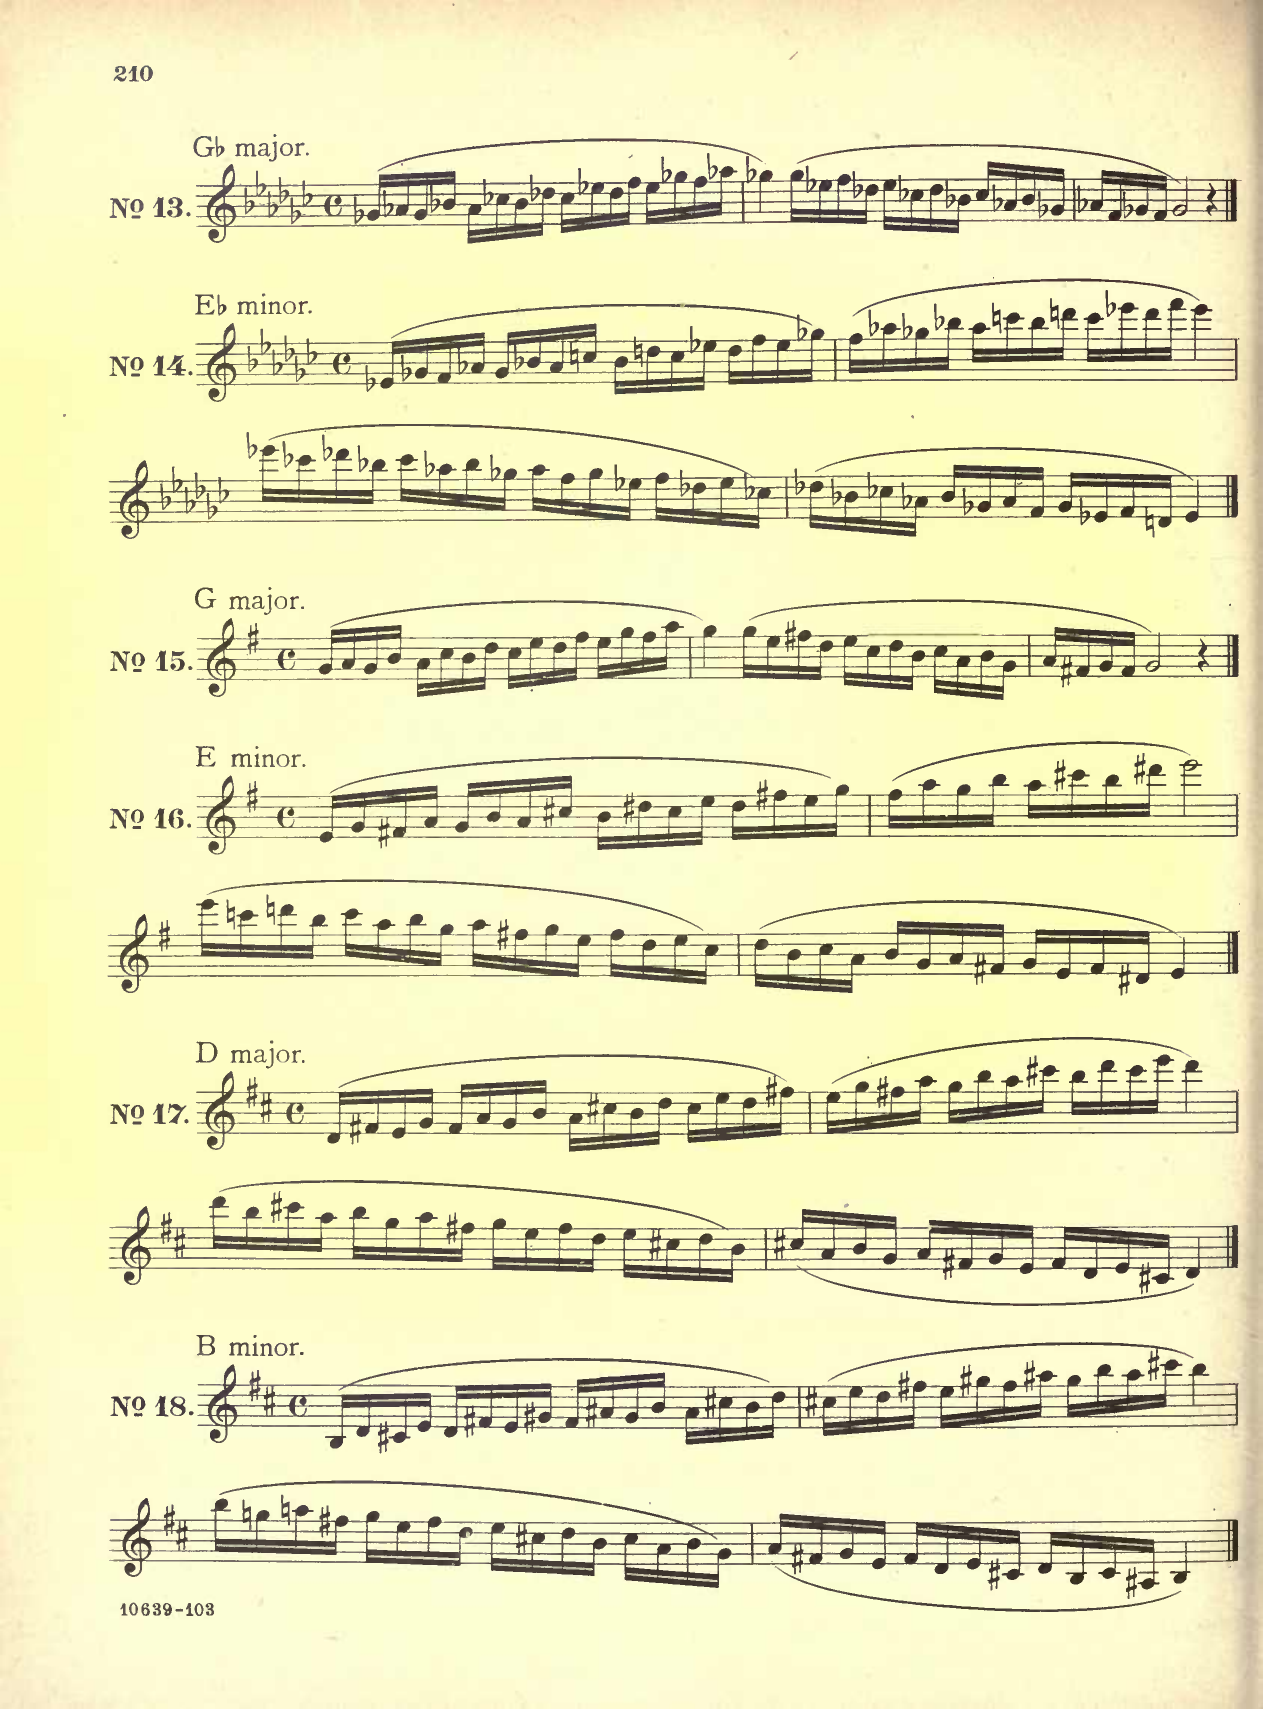 210
G♭ major.
No 13.
E♭ minor.
No 14.
G major.
No 15.
E minor.
No 16.
D major.
No 17.
B minor.
No 18.
10639-103